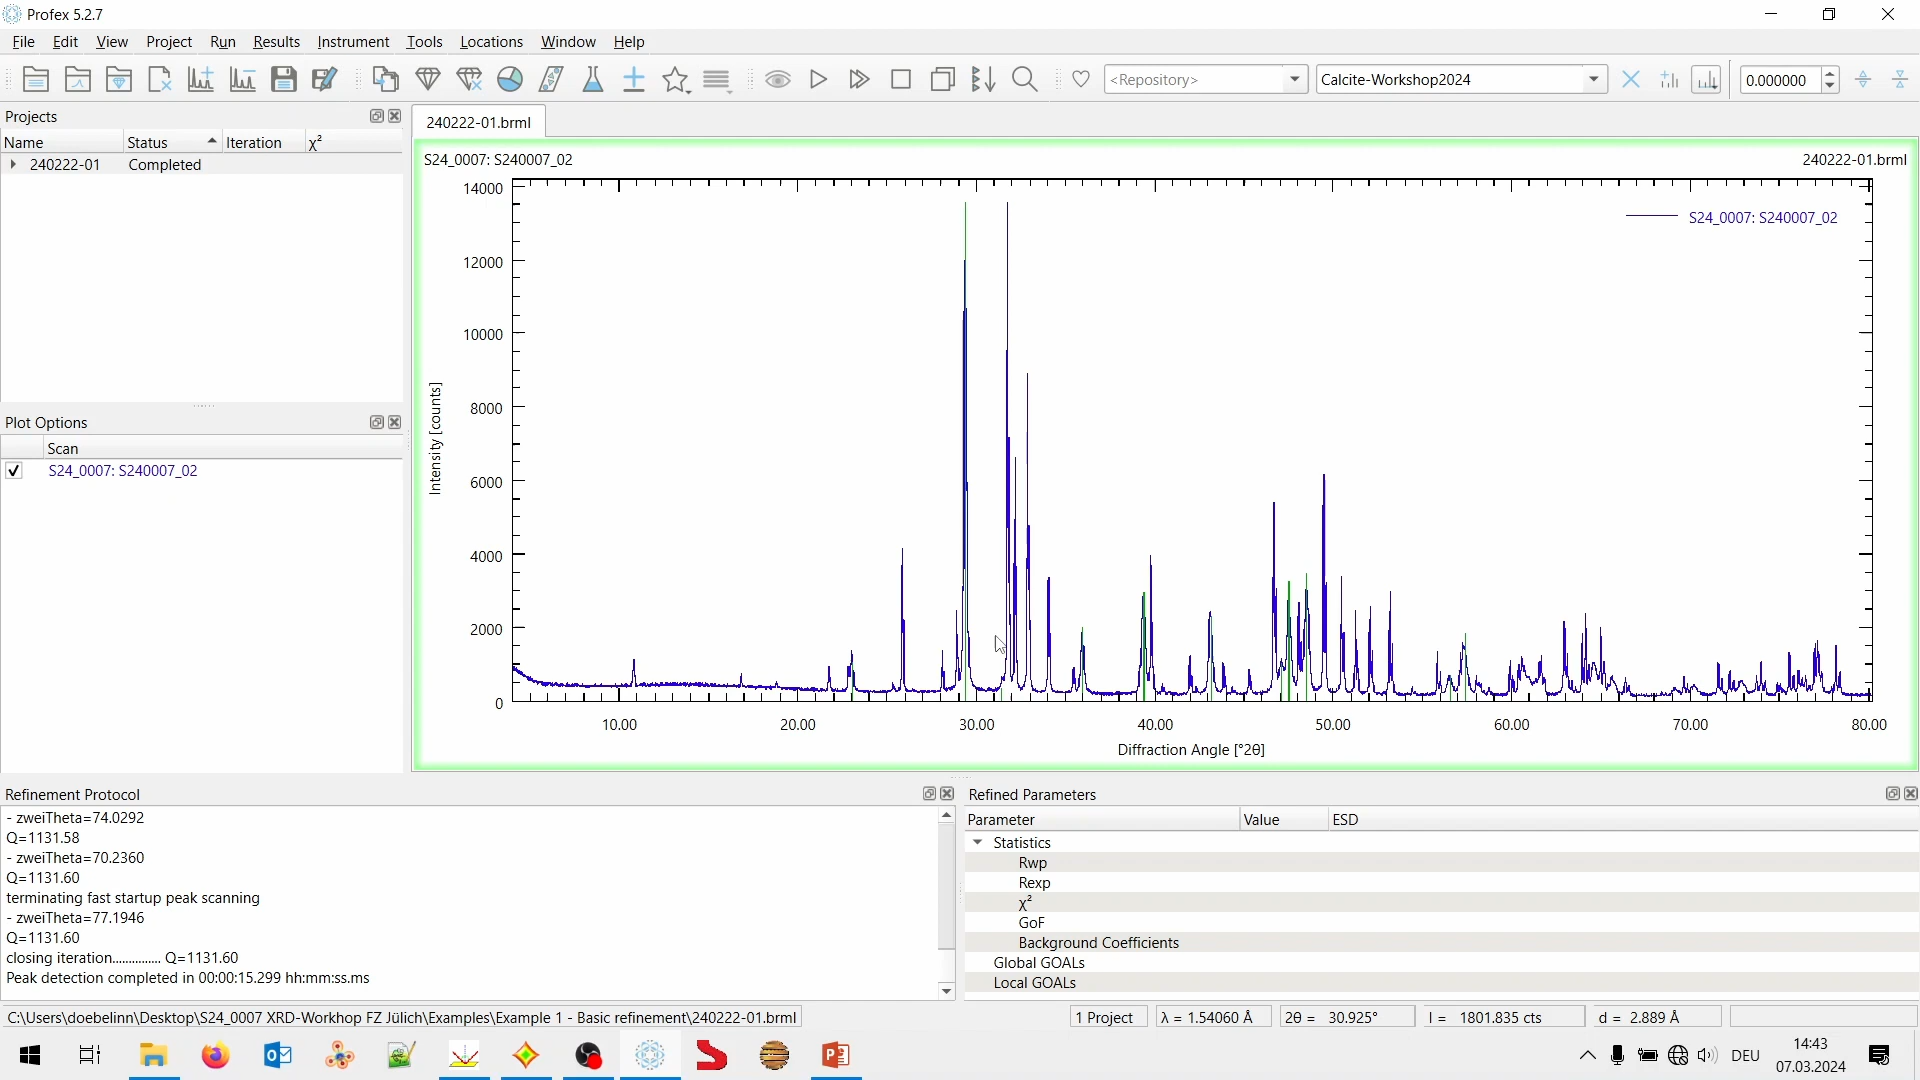 Profex 5.2.7
File Edit View Project Run Results Instrument Tools Locations Window Help
<Repository> Calcite-Workshop2024 0.000000
Projects
Name Status Iteration χ²
240222-01 Completed
240222-01.brml
S24_0007: S240007_02 240222-01.brml
S24_0007: S240007_02
14000
12000
10000
8000
6000
4000
2000
0
Intensity [counts]
10.00 20.00 30.00 40.00 50.00 60.00 70.00 80.00
Diffraction Angle [°2θ]
Plot Options
Scan
S24_0007: S240007_02
Refinement Protocol
- zweiTheta=74.0292
Q=1131.58
- zweiTheta=70.2360
Q=1131.60
terminating fast startup peak scanning
- zweiTheta=77.1946
Q=1131.60
closing iteration............... Q=1131.60
Peak detection completed in 00:00:15.299 hh:mm:ss.ms
Refined Parameters
Parameter Value ESD
Statistics
Rwp
Rexp
χ²
GoF
Background Coefficients
Global GOALs
Local GOALs
C:\Users\doebelinn\Desktop\S24_0007 XRD-Workhop FZ Jülich\Examples\Example 1 - Basic refinement\240222-01.brml
1 Project λ = 1.54060 Å 2θ = 30.925° I = 1801.835 cts d = 2.889 Å
DEU
14:43
07.03.2024